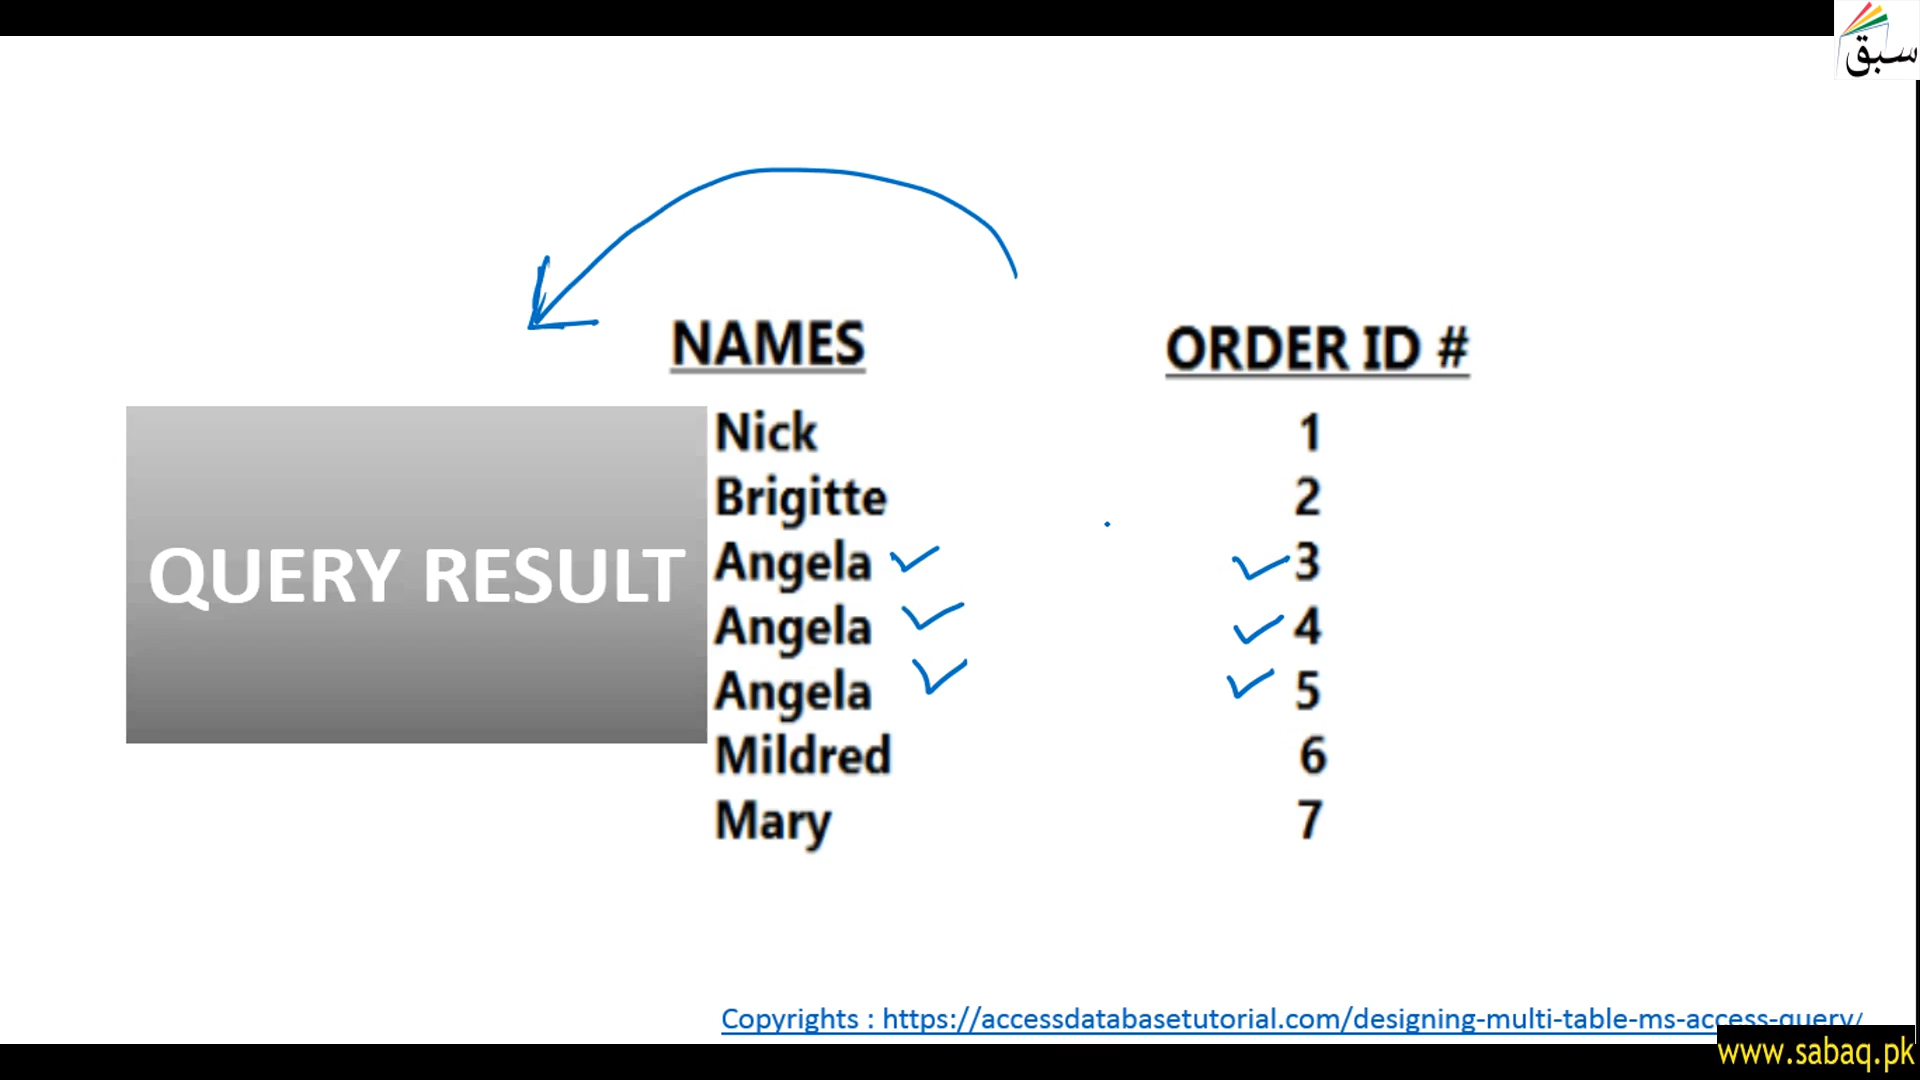 سبق
NAMES ORDER ID #
Nick 1
Brigitte 2
Angela 3
QUERY RESULT
Angela 4
Angela 5
Mildred 6
Mary 7
Copyrights : https://accessdatabasetutorial.com/designing-multi-table-ms-access-query/
www.sabaq.pk